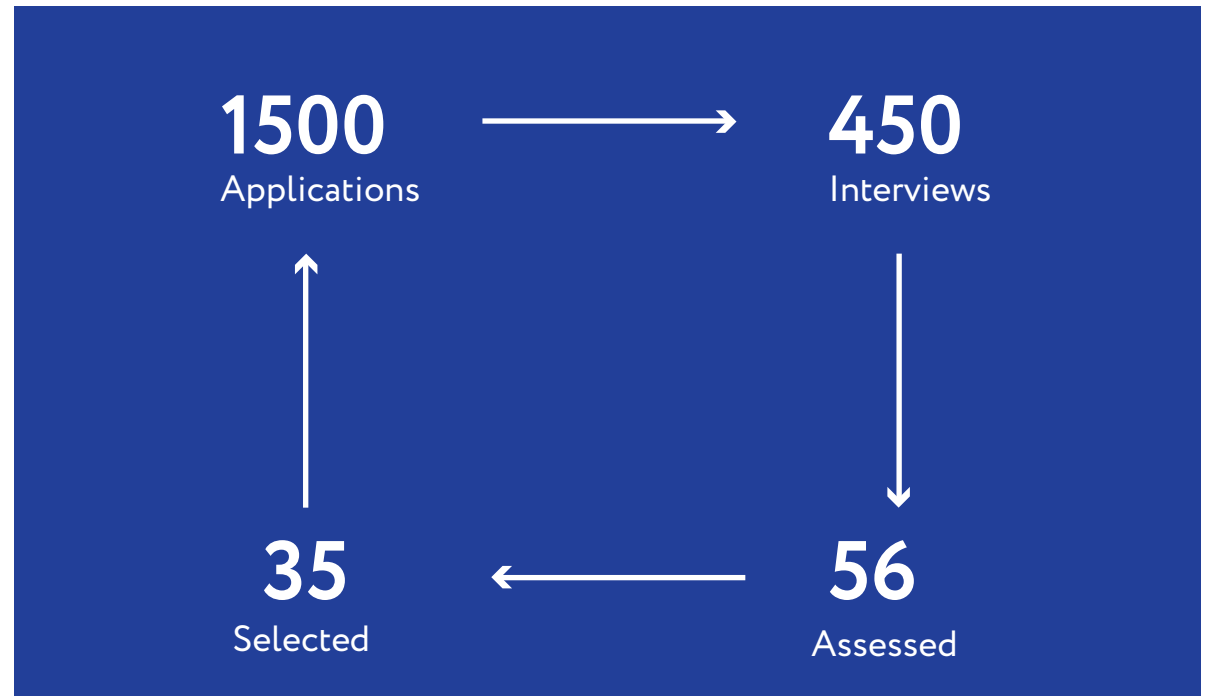 1500
Applications
450
Interviews
35
Selected
56
Assessed